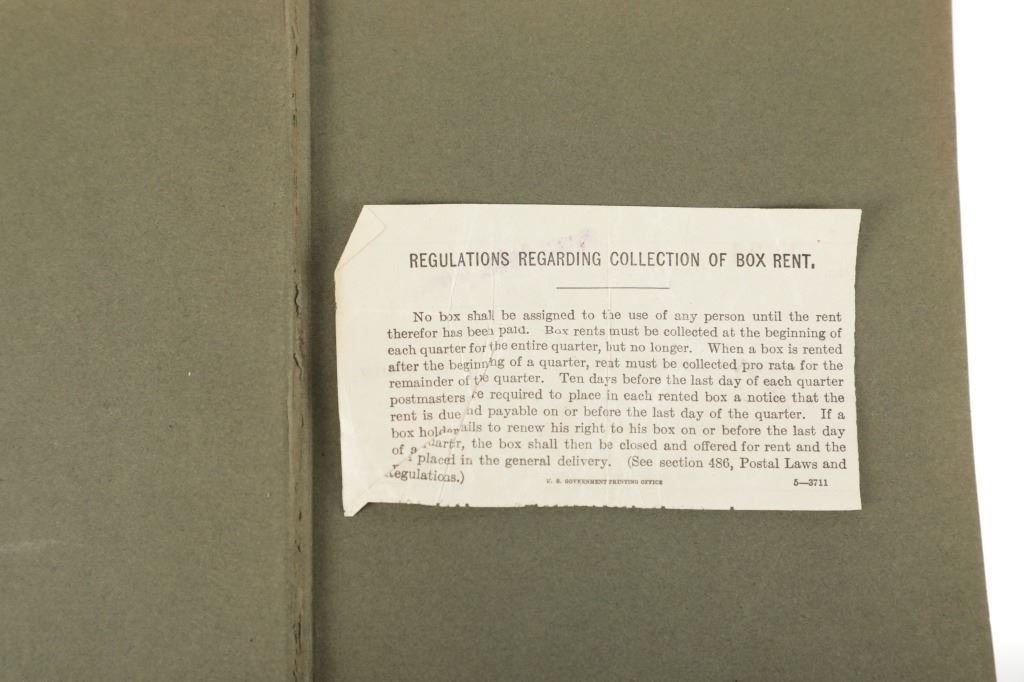 REGULATIONS REGARDING COLLECTION OF BOX RENT.
No box shall be assigned to the use of any person until the rent
therefor has been paid. Box rents must be collected at the beginning of
each quarter for the entire quarter, but no longer. When a box is rented
after the beginning of a quarter, rent must be collected pro rata for the
remainder of the quarter. Ten days before the last day of each quarter
postmasters re required to place in each rented box a notice that the
rent is due nd payable on or before the last day of the quarter. If a
box hold ails to renew his right to his box on or before the last day
of a arter, the box shall then be closed and offered for rent and the
placed in the general delivery. (See section 486, Postal Laws and
egulations.)
U. S. GOVERNMENT PRINTING OFFICE 5—3711